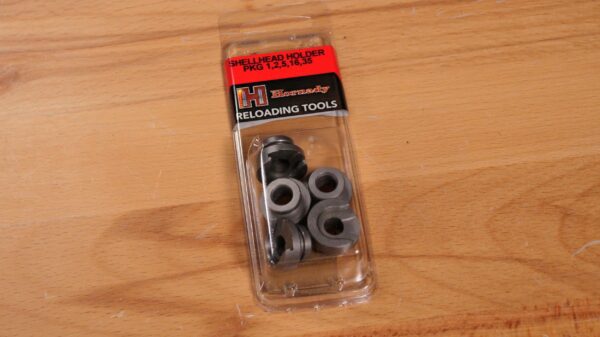 SHELLHEAD HOLDER
PKG 1,2,5,16,35
H Hornady
RELOADING TOOLS